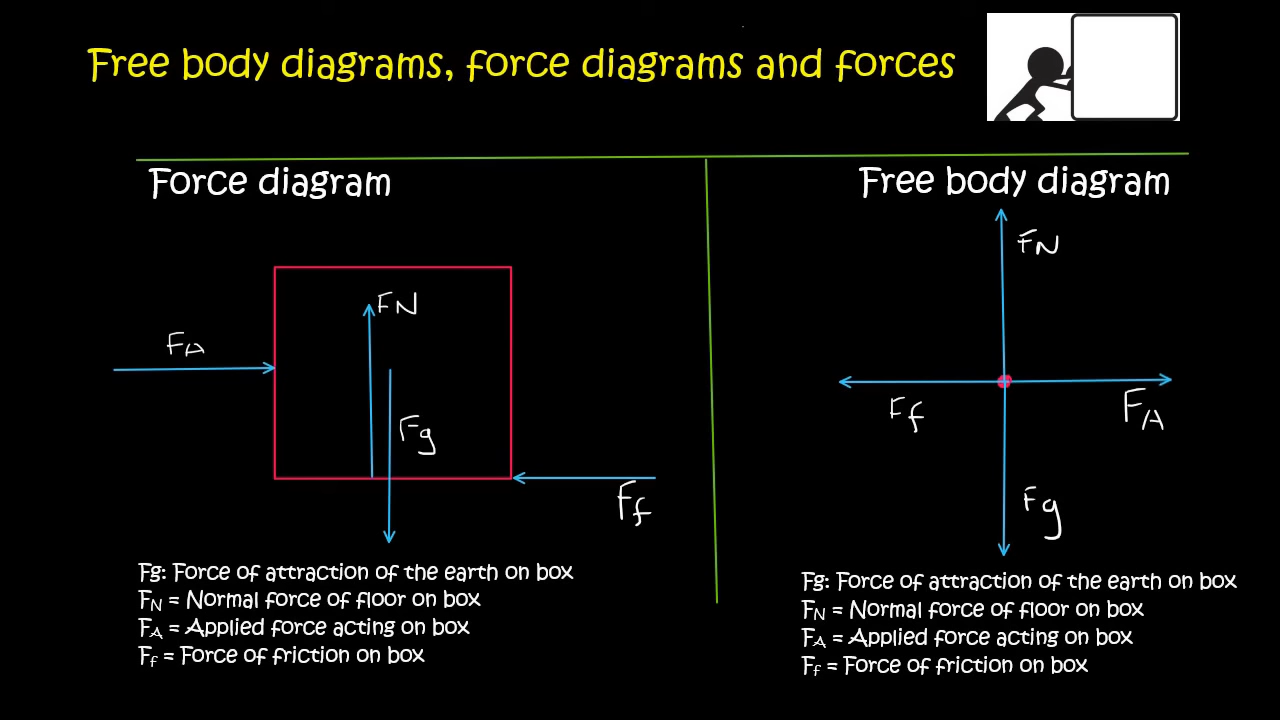 Free body diagrams, force diagrams and forces
Force diagram
FN
FA
Fg
Ff
Fg: Force of attraction of the earth on box
FN = Normal force of floor on box
FA = Applied force acting on box
Ff = Force of friction on box
Free body diagram
FN
Ff
FA
Fg
Fg: Force of attraction of the earth on box
FN = Normal force of floor on box
FA = Applied force acting on box
Ff = Force of friction on box